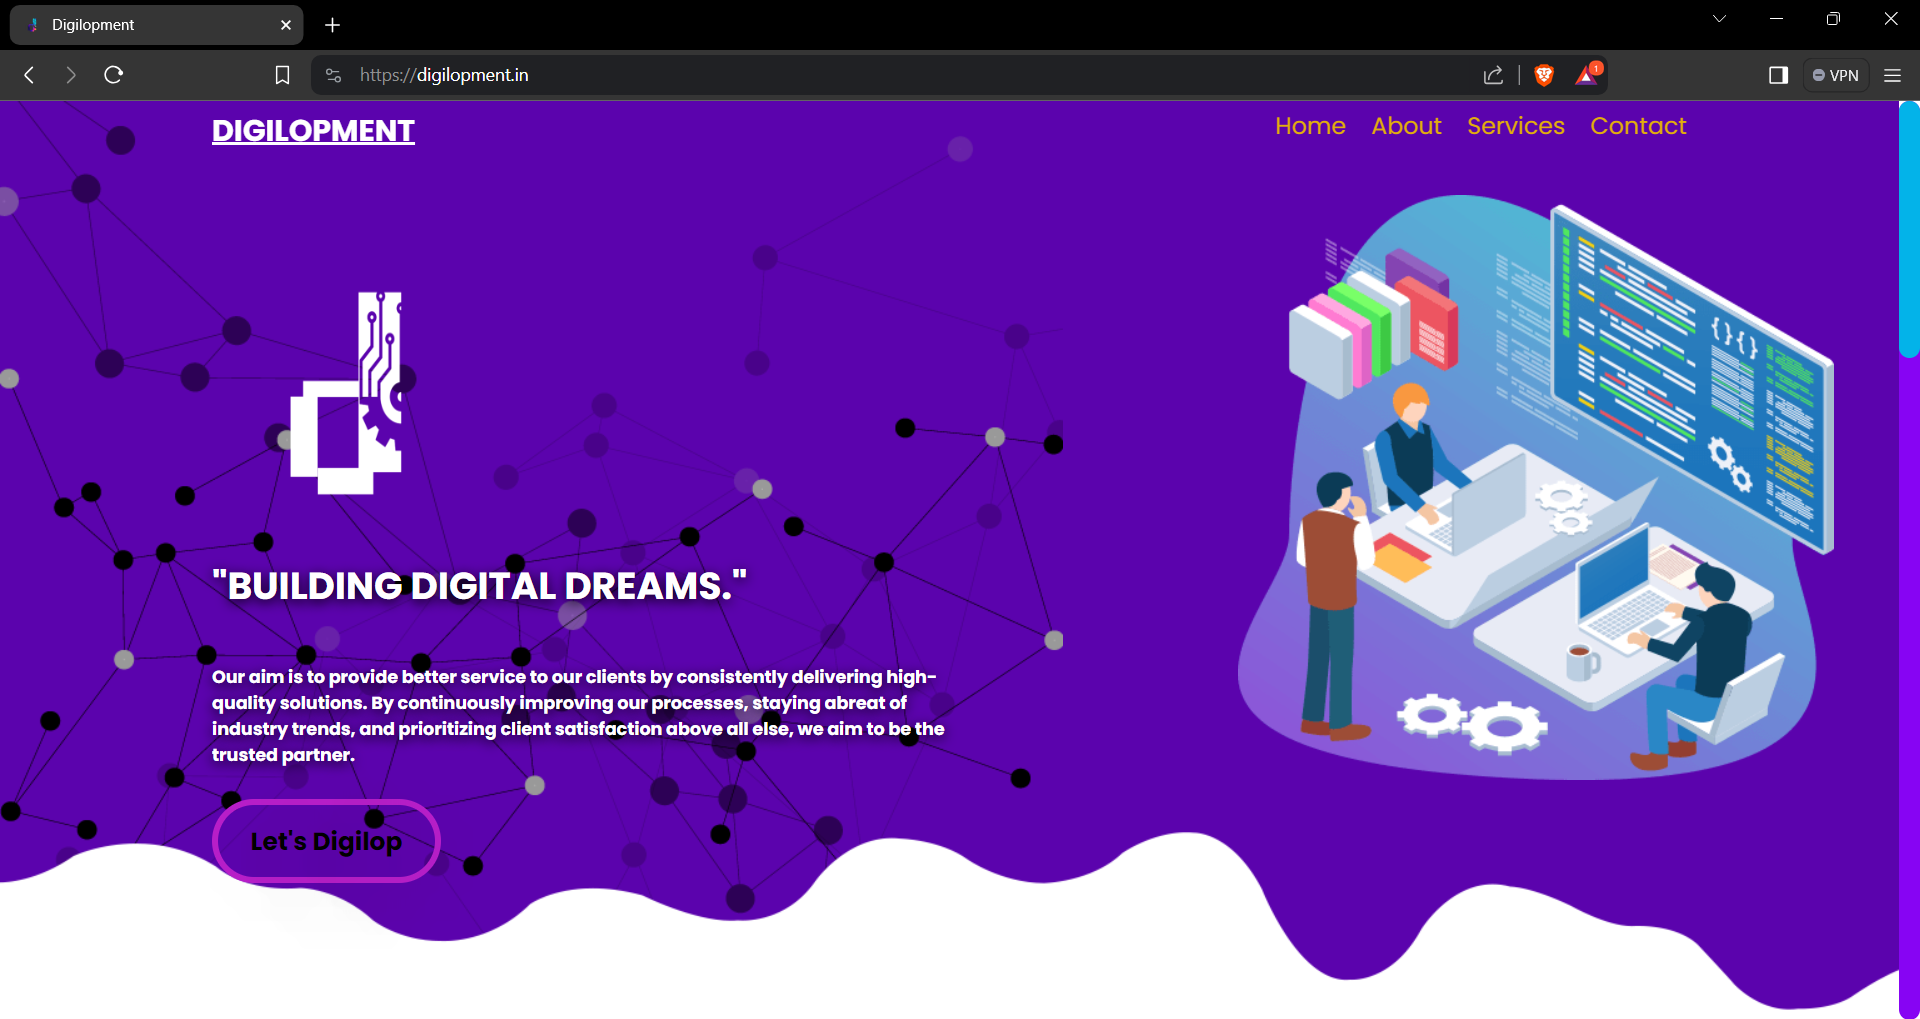 Digilopment
https://digilopment.in
1
VPN
DIGILOPMENT
Home About Services Contact
"BUILDING DIGITAL DREAMS."
Our aim is to provide better service to our clients by consistently delivering high-
quality solutions. By continuously improving our processes, staying abreat of
industry trends, and prioritizing client satisfaction above all else, we aim to be the
trusted partner.
Let's Digilop
{}{}